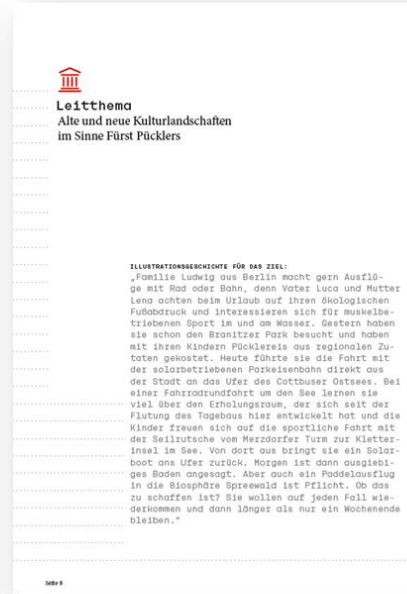 Leitthema
Alte und neue Kulturlandschaften
im Sinne Fürst Pücklers
ILLUSTRATIONSGESCHICHTE FÜR DAS ZIEL:
„Familie Ludwig aus Berlin macht gern Ausflü-
ge mit Rad oder Bahn, denn Vater Luca und Mutter
Lena achten beim Urlaub auf ihren ökologischen
Fußabdruck und interessieren sich für muskelbe-
triebenen Sport im und am Wasser. Gestern haben
sie schon den Branitzer Park besucht und haben
mit ihren Kindern Pücklereis aus regionalen Zu-
taten gekostet. Heute führte sie die Fahrt mit
der solarbetriebenen Parkeisenbahn direkt aus
der Stadt an das Ufer des Cottbuser Ostsees. Bei
einer Fahrradrundfahrt um den See lernen sie
viel über den Erholungsraum, der sich seit der
Flutung des Tagebaus hier entwickelt hat und die
Kinder freuen sich auf die sportliche Fahrt mit
der Seilrutsche vom Merzdorfer Turm zur Kletter-
insel im See. Von dort aus bringt sie ein Solar-
boot ans Ufer zurück. Morgen ist dann ausgiebi-
ges Baden angesagt. Aber auch ein Paddelausflug
in die Biosphäre Spreewald ist Pflicht. Ob das
zu schaffen ist? Sie wollen auf jeden Fall wie-
derkommen und dann länger als nur ein Wochenende
bleiben.“
Seite 8